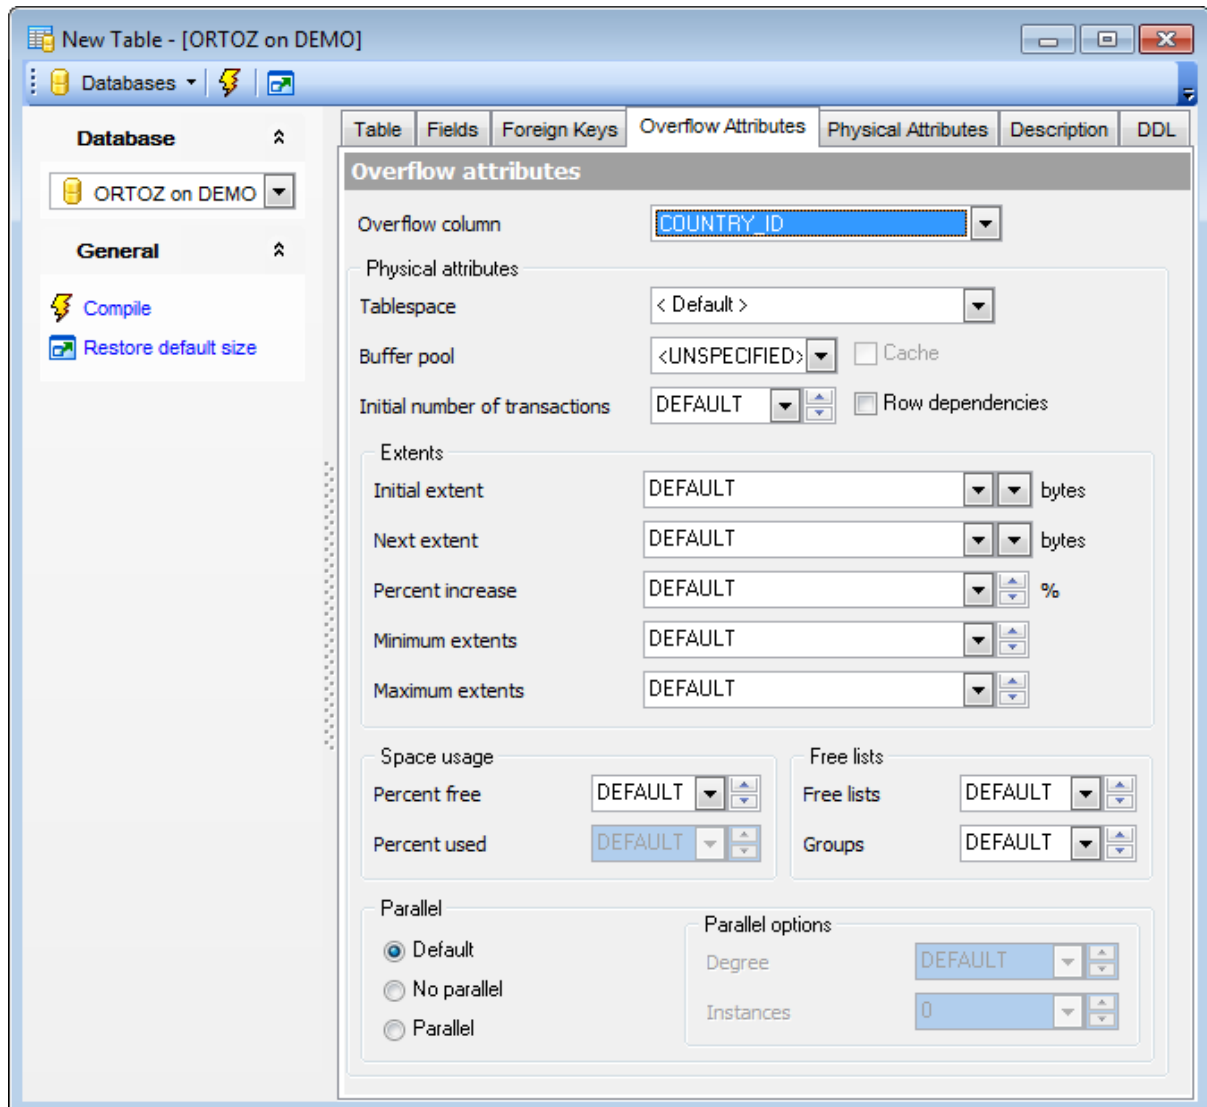 New Table - [ORTOZ on DEMO]
Databases
Database
ORTOZ on DEMO
General
Compile
Restore default size
Table Fields Foreign Keys Overflow Attributes Physical Attributes Description DDL
Overflow attributes
Overflow column COUNTRY_ID
Physical attributes
Tablespace < Default >
Buffer pool <UNSPECIFIED> Cache
Initial number of transactions DEFAULT Row dependencies
Extents
Initial extent DEFAULT bytes
Next extent DEFAULT bytes
Percent increase DEFAULT %
Minimum extents DEFAULT
Maximum extents DEFAULT
Space usage
Percent free DEFAULT
Percent used DEFAULT
Free lists
Free lists DEFAULT
Groups DEFAULT
Parallel
Default
No parallel
Parallel
Parallel options
Degree DEFAULT
Instances 0